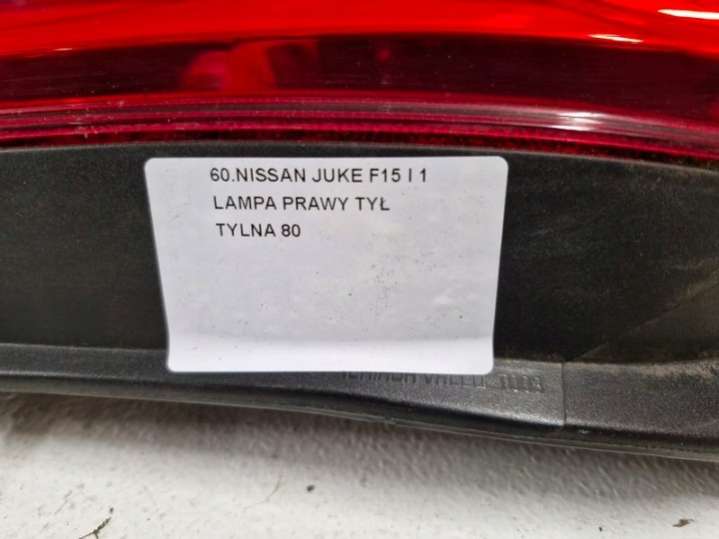 60.NISSAN JUKE F15 I 1
LAMPA PRAWY TYŁ
TYLNA 80